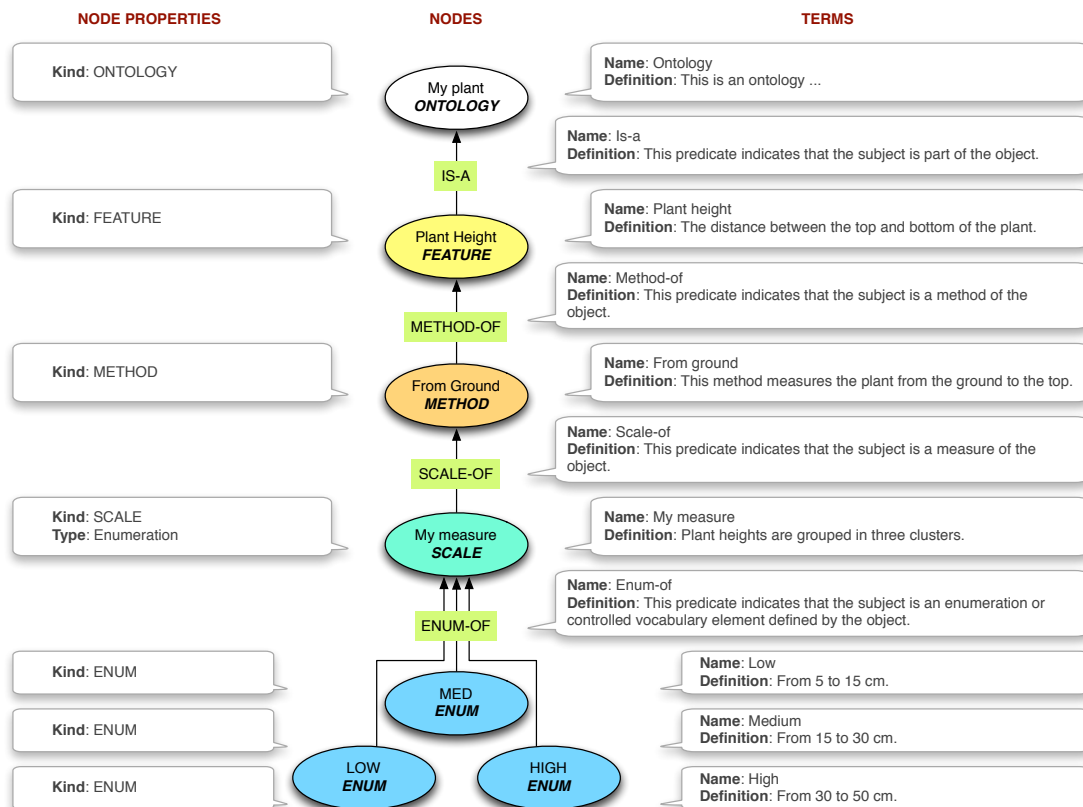 NODE PROPERTIES
NODES
TERMS
Kind: ONTOLOGY
My plant
ONTOLOGY
Name: Ontology
Definition: This is an ontology ...
Name: Is-a
Definition: This predicate indicates that the subject is part of the object.
IS-A
Kind: FEATURE
Plant Height
FEATURE
Name: Plant height
Definition: The distance between the top and bottom of the plant.
Name: Method-of
Definition: This predicate indicates that the subject is a method of the
object.
METHOD-OF
Kind: METHOD
From Ground
METHOD
Name: From ground
Definition: This method measures the plant from the ground to the top.
Name: Scale-of
Definition: This predicate indicates that the subject is a measure of the
object.
SCALE-OF
Kind: SCALE
Type: Enumeration
My measure
SCALE
Name: My measure
Definition: Plant heights are grouped in three clusters.
Name: Enum-of
Definition: This predicate indicates that the subject is an enumeration or
controlled vocabulary element defined by the object.
ENUM-OF
Kind: ENUM
MED
ENUM
Name: Low
Definition: From 5 to 15 cm.
Kind: ENUM
Name: Medium
Definition: From 15 to 30 cm.
LOW
ENUM
HIGH
ENUM
Kind: ENUM
Name: High
Definition: From 30 to 50 cm.